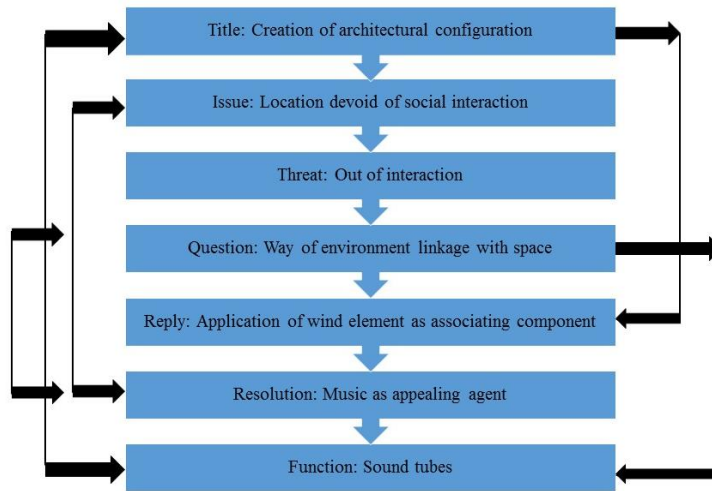 Title: Creation of architectural configuration
Issue: Location devoid of social interaction
Threat: Out of interaction
Question: Way of environment linkage with space
Reply: Application of wind element as associating component
Resolution: Music as appealing agent
Function: Sound tubes